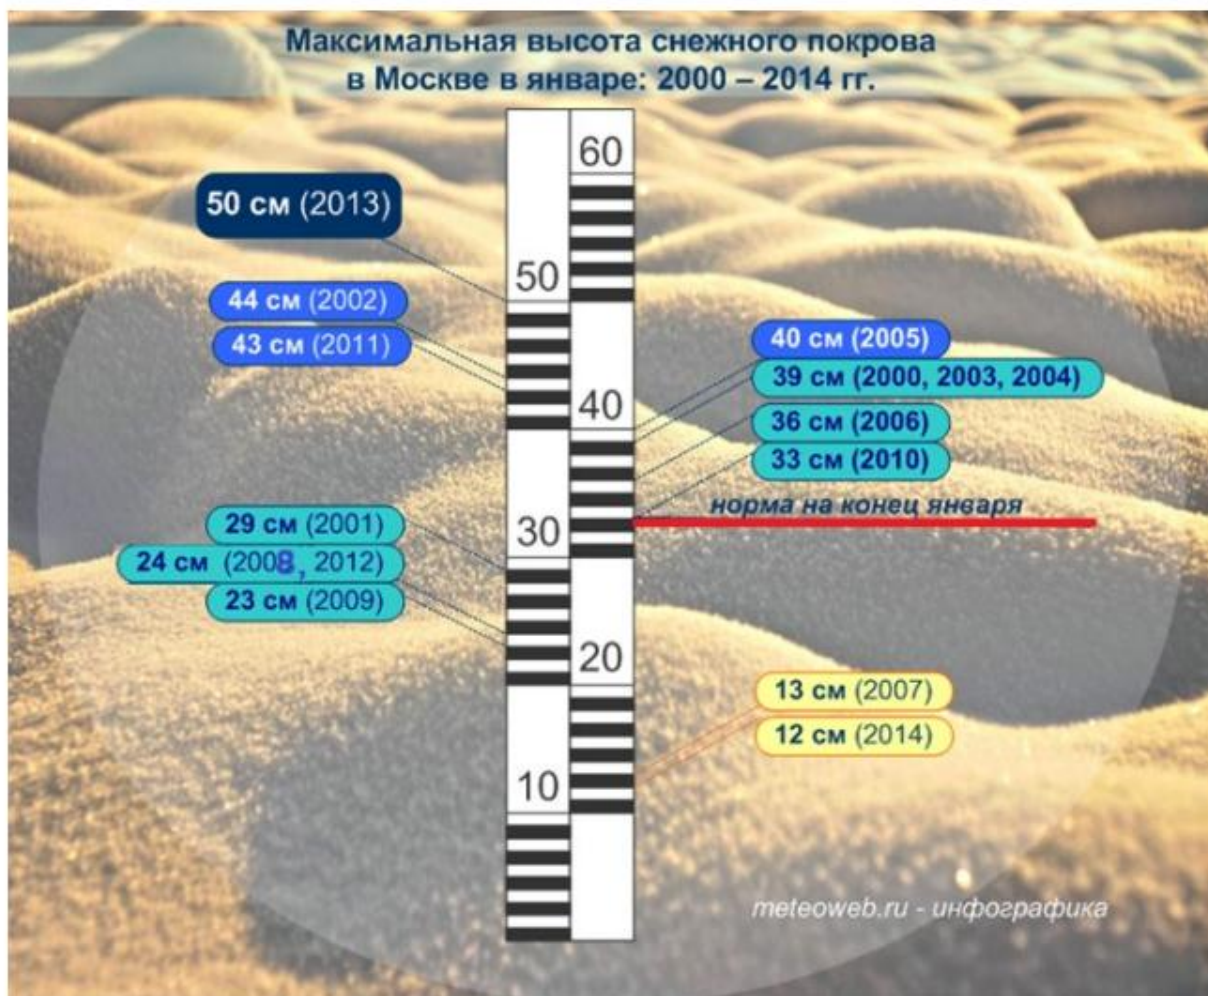 Максимальная высота снежного покрова
в Москве в январе: 2000 – 2014 гг.
60
50 см (2013)
50
44 см (2002)
43 см (2011)
40 см (2005)
39 см (2000, 2003, 2004)
40
36 см (2006)
33 см (2010)
норма на конец января
29 см (2001)
30
24 см (2008, 2012)
23 см (2009)
20
13 см (2007)
12 см (2014)
10
meteoweb.ru - инфографика